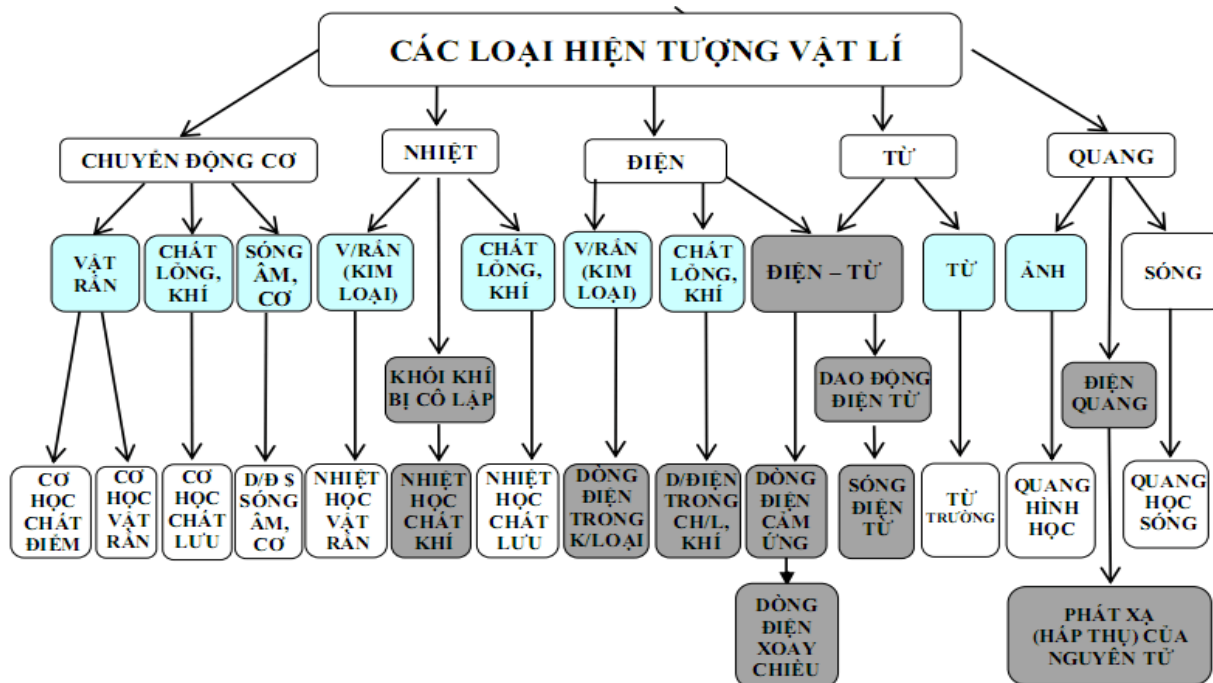 CÁC LOẠI HIỆN TƯỢNG VẬT LÍ
CHUYỂN ĐỘNG CƠ
NHIỆT
ĐIỆN
TỪ
QUANG
VẬT
RẮN
CHẤT
LỎNG,
KHÍ
SÓNG
ÂM,
CƠ
V/RẮN
(KIM
LOẠI)
CHẤT
LỎNG,
KHÍ
V/RẮN
(KIM
LOẠI)
CHẤT
LỎNG,
KHÍ
ĐIỆN – TỪ
TỪ
ẢNH
SÓNG
KHỐI KHÍ
BỊ CÔ LẬP
DAO ĐỘNG
ĐIỆN TỪ
ĐIỆN
QUANG
CƠ
HỌC
CHẤT
ĐIỂM
CƠ
HỌC
VẬT
RẮN
CƠ
HỌC
CHẤT
LƯU
D/Đ $
SÓNG
ÂM,
CƠ
NHIỆT
HỌC
VẬT
RẮN
NHIỆT
HỌC
CHẤT
KHÍ
NHIỆT
HỌC
CHẤT
LƯU
DÒNG
ĐIỆN
TRONG
K/LOẠI
D/ĐIỆN
TRONG
CH/L,
KHÍ
DÒNG
ĐIỆN
CẢM
ỨNG
SÓNG
ĐIỆN
TỪ
TỪ
TRƯỜNG
QUANG
HÌNH
HỌC
QUANG
HỌC
SÓNG
DÒNG
ĐIỆN
XOAY
CHIỀU
PHÁT XẠ
(HẤP THỤ) CỦA
NGUYÊN TỬ